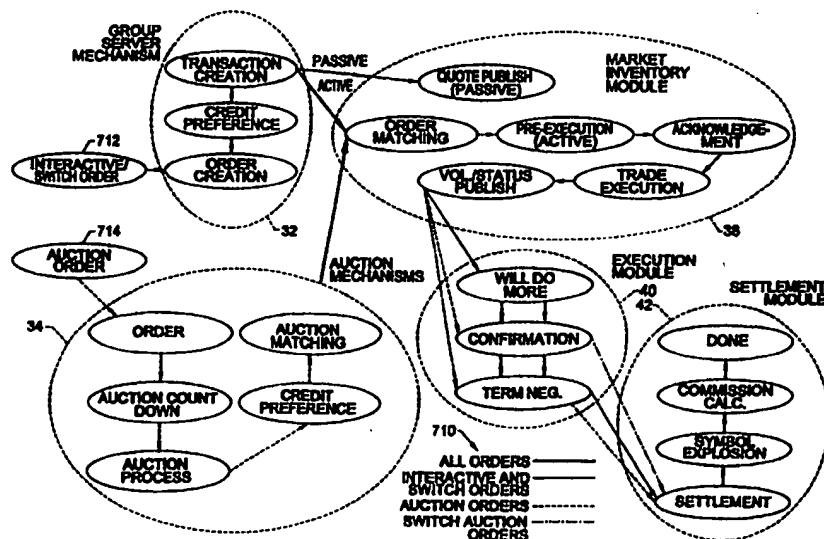 GROUP
SERVER
MECHANISM
TRANSACTION
CREATION
PASSIVE
ACTIVE
QUOTE PUBLISH
(PASSIVE)
MARKET
INVENTORY
MODULE
CREDIT
PREFERENCE
ORDER
MATCHING
PRE-EXECUTION
(ACTIVE)
ACKNOWLEDGE-
MENT
712
INTERACTIVE/
SWITCH ORDER
ORDER
CREATION
VOL./STATUS
PUBLISH
TRADE
EXECUTION
32
38
714
AUCTION
ORDER
AUCTION
MECHANISMS
EXECUTION
MODULE
40
42
SETTLEMENT
MODULE
34
ORDER
AUCTION
MATCHING
WILL DO
MORE
CONFIRMATION
DONE
AUCTION COUNT
DOWN
CREDIT
PREFERENCE
TERM NEG.
COMMISSION
CALC.
AUCTION
PROCESS
SYMBOL
EXPLOSION
SETTLEMENT
710
ALL ORDERS
INTERACTIVE AND
SWITCH ORDERS
AUCTION ORDERS
SWITCH AUCTION
ORDERS